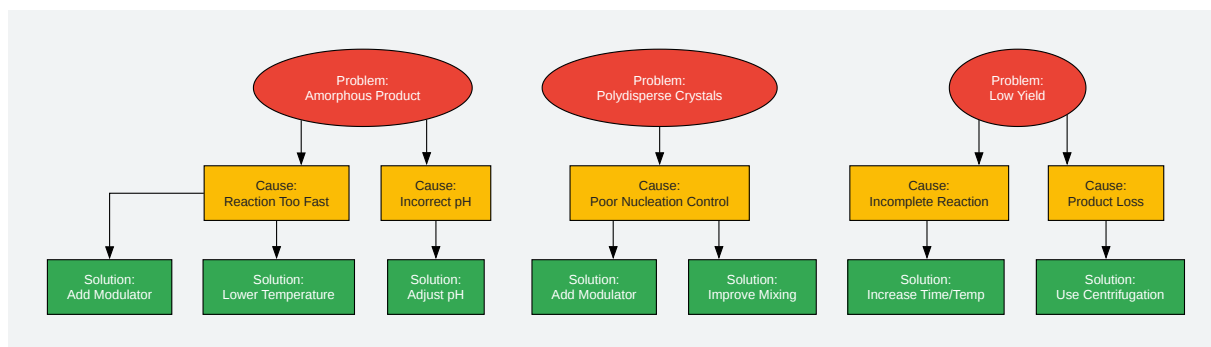 Problem:
Amorphous Product
Problem:
Polydisperse Crystals
Problem:
Low Yield
Cause:
Reaction Too Fast
Cause:
Incorrect pH
Cause:
Poor Nucleation Control
Cause:
Incomplete Reaction
Cause:
Product Loss
Solution:
Add Modulator
Solution:
Lower Temperature
Solution:
Adjust pH
Solution:
Add Modulator
Solution:
Improve Mixing
Solution:
Increase Time/Temp
Solution:
Use Centrifugation